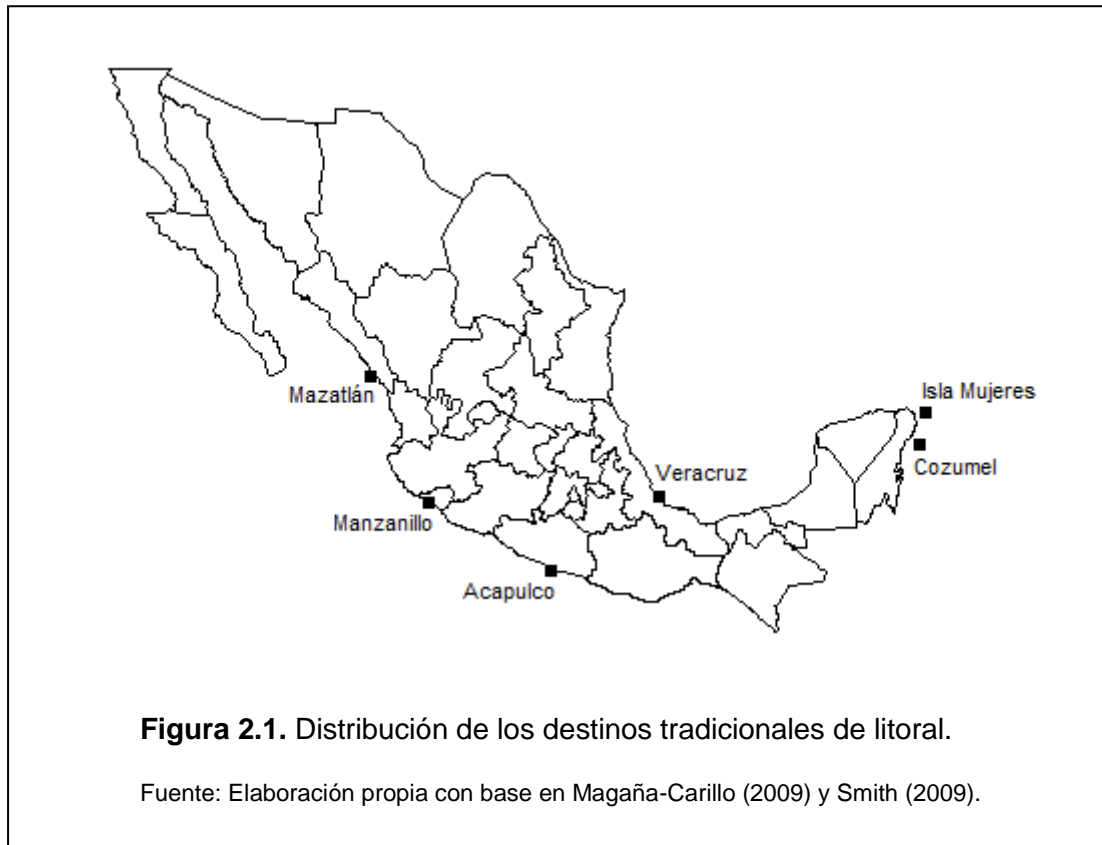 Isla Mujeres
Mazatlán
Cozumel
Veracruz
Manzanillo
Acapulco
Figura 2.1. Distribución de los destinos tradicionales de litoral.
Fuente: Elaboración propia con base en Magaña-Carillo (2009) y Smith (2009).